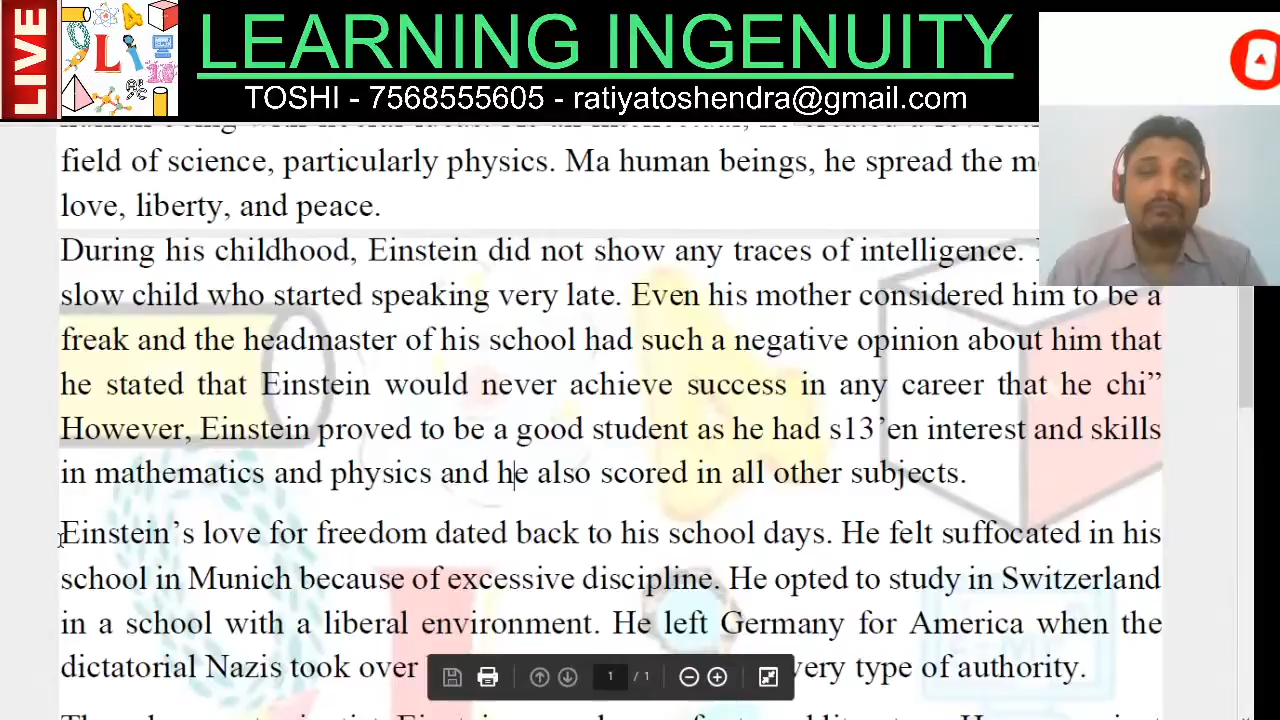 LIVE
L
LEARNING INGENUITY
TOSHI - 7568555605 - ratiyatoshendra@gmail.com
field of science, particularly physics. Ma human beings, he spread the
love, liberty, and peace.
During his childhood, Einstein did not show any traces of intelligence.
slow child who started speaking very late. Even his mother considered him to be a
freak and the headmaster of his school had such a negative opinion about him that
he stated that Einstein would never achieve success in any career that he chi”
However, Einstein proved to be a good student as he had s13’en interest and skills
in mathematics and physics and he also scored in all other subjects.
Einstein’s love for freedom dated back to his school days. He felt suffocated in his
school in Munich because of excessive discipline. He opted to study in Switzerland
in a school with a liberal environment. He left Germany for America when the
dictatorial Nazis took over very type of authority.
1 / 1